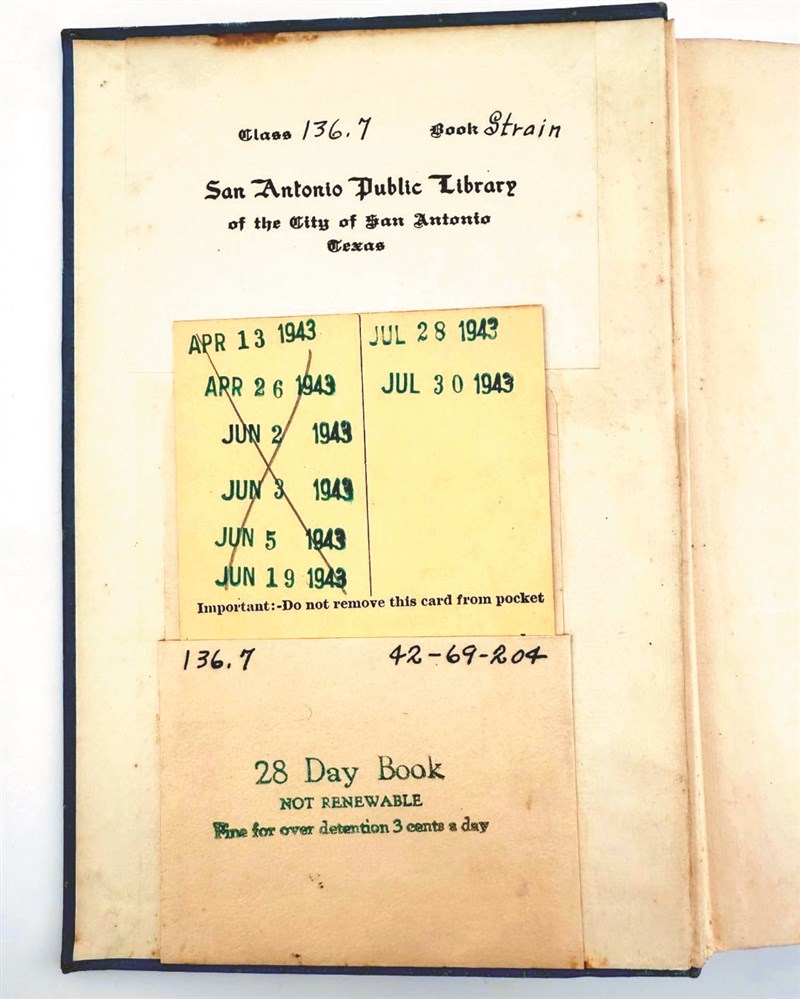 Class 136.7 Book Strain
San Antonio Public Library
of the City of San Antonio
Texas
APR 13 1943
APR 26 1943
JUN 2 1943
JUN 3 1943
JUN 5 1943
JUN 19 1943
JUL 28 1943
JUL 30 1943
Important:-Do not remove this card from pocket
136.7 42-69-204
28 Day Book
NOT RENEWABLE
Fine for over detention 3 cents a day